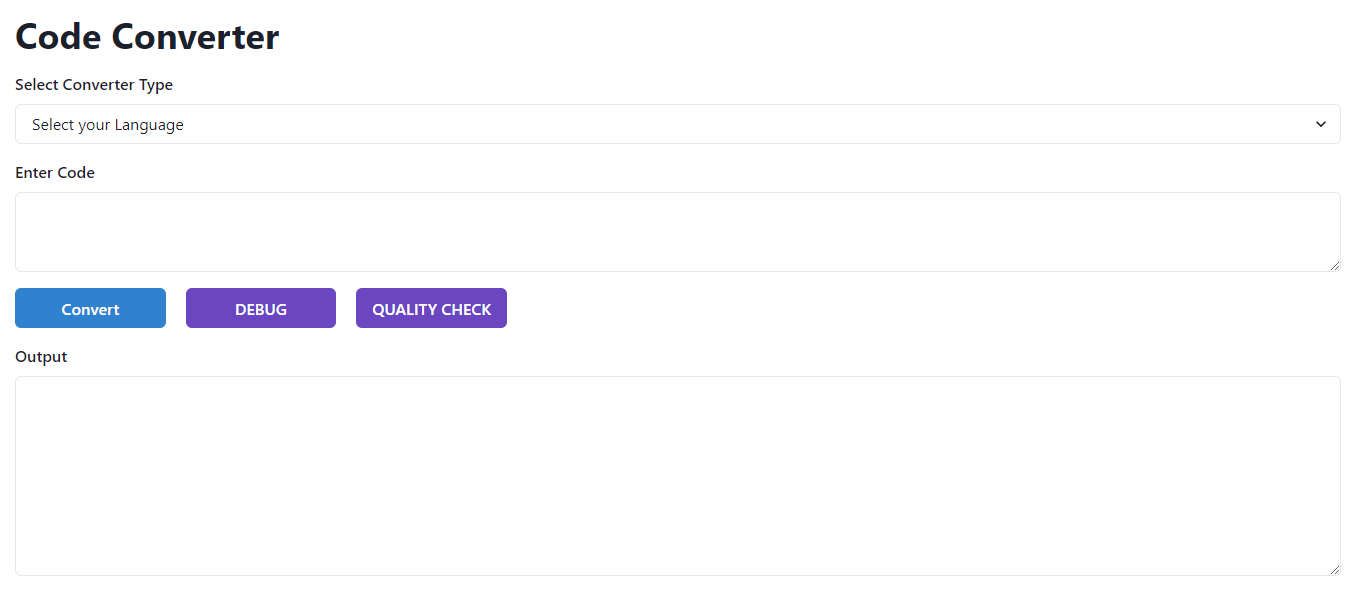 Code Converter
Select Converter Type
Select your Language
Enter Code
Convert DEBUG QUALITY CHECK
Output